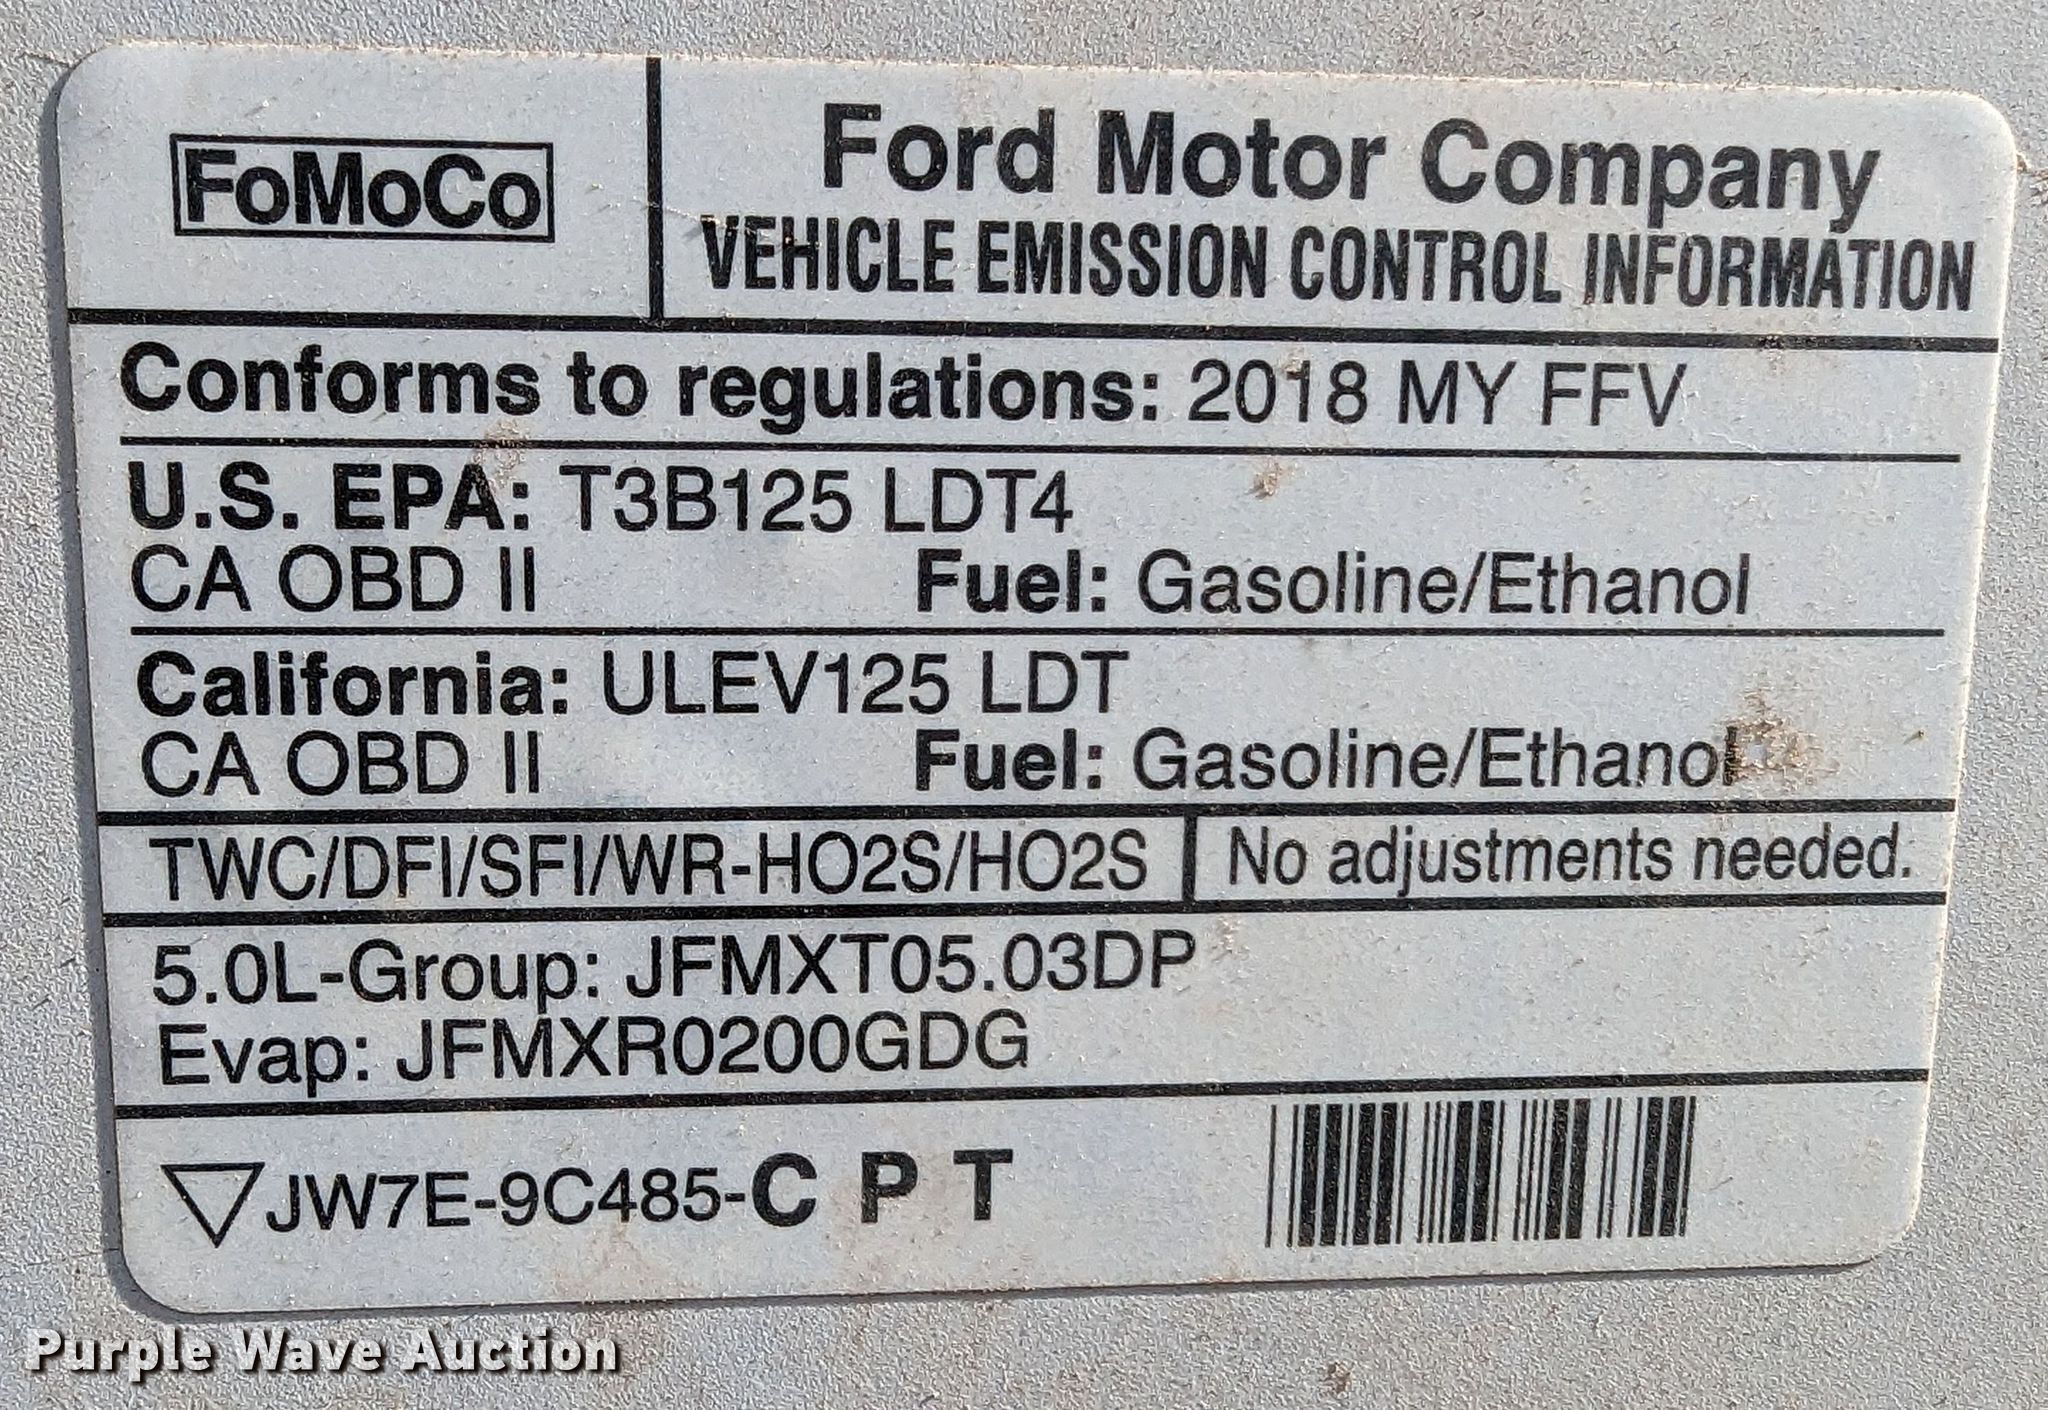 FoMoCo
Ford Motor Company
VEHICLE EMISSION CONTROL INFORMATION
Conforms to regulations: 2018 MY FFV
U.S. EPA: T3B125 LDT4
CA OBD II Fuel: Gasoline/Ethanol
California: ULEV125 LDT
CA OBD II Fuel: Gasoline/Ethanol
TWC/DFI/SFI/WR-HO2S/HO2S No adjustments needed.
5.0L-Group: JFMXT05.03DP
Evap: JFMXR0200GDG
JW7E-9C485-C P T
Purple Wave Auction